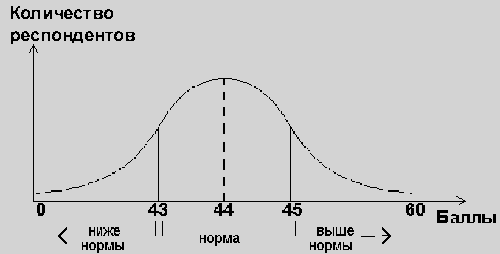 Количество
респондентов
0 43 44 45 60
Баллы
ниже
нормы
норма
выше
нормы